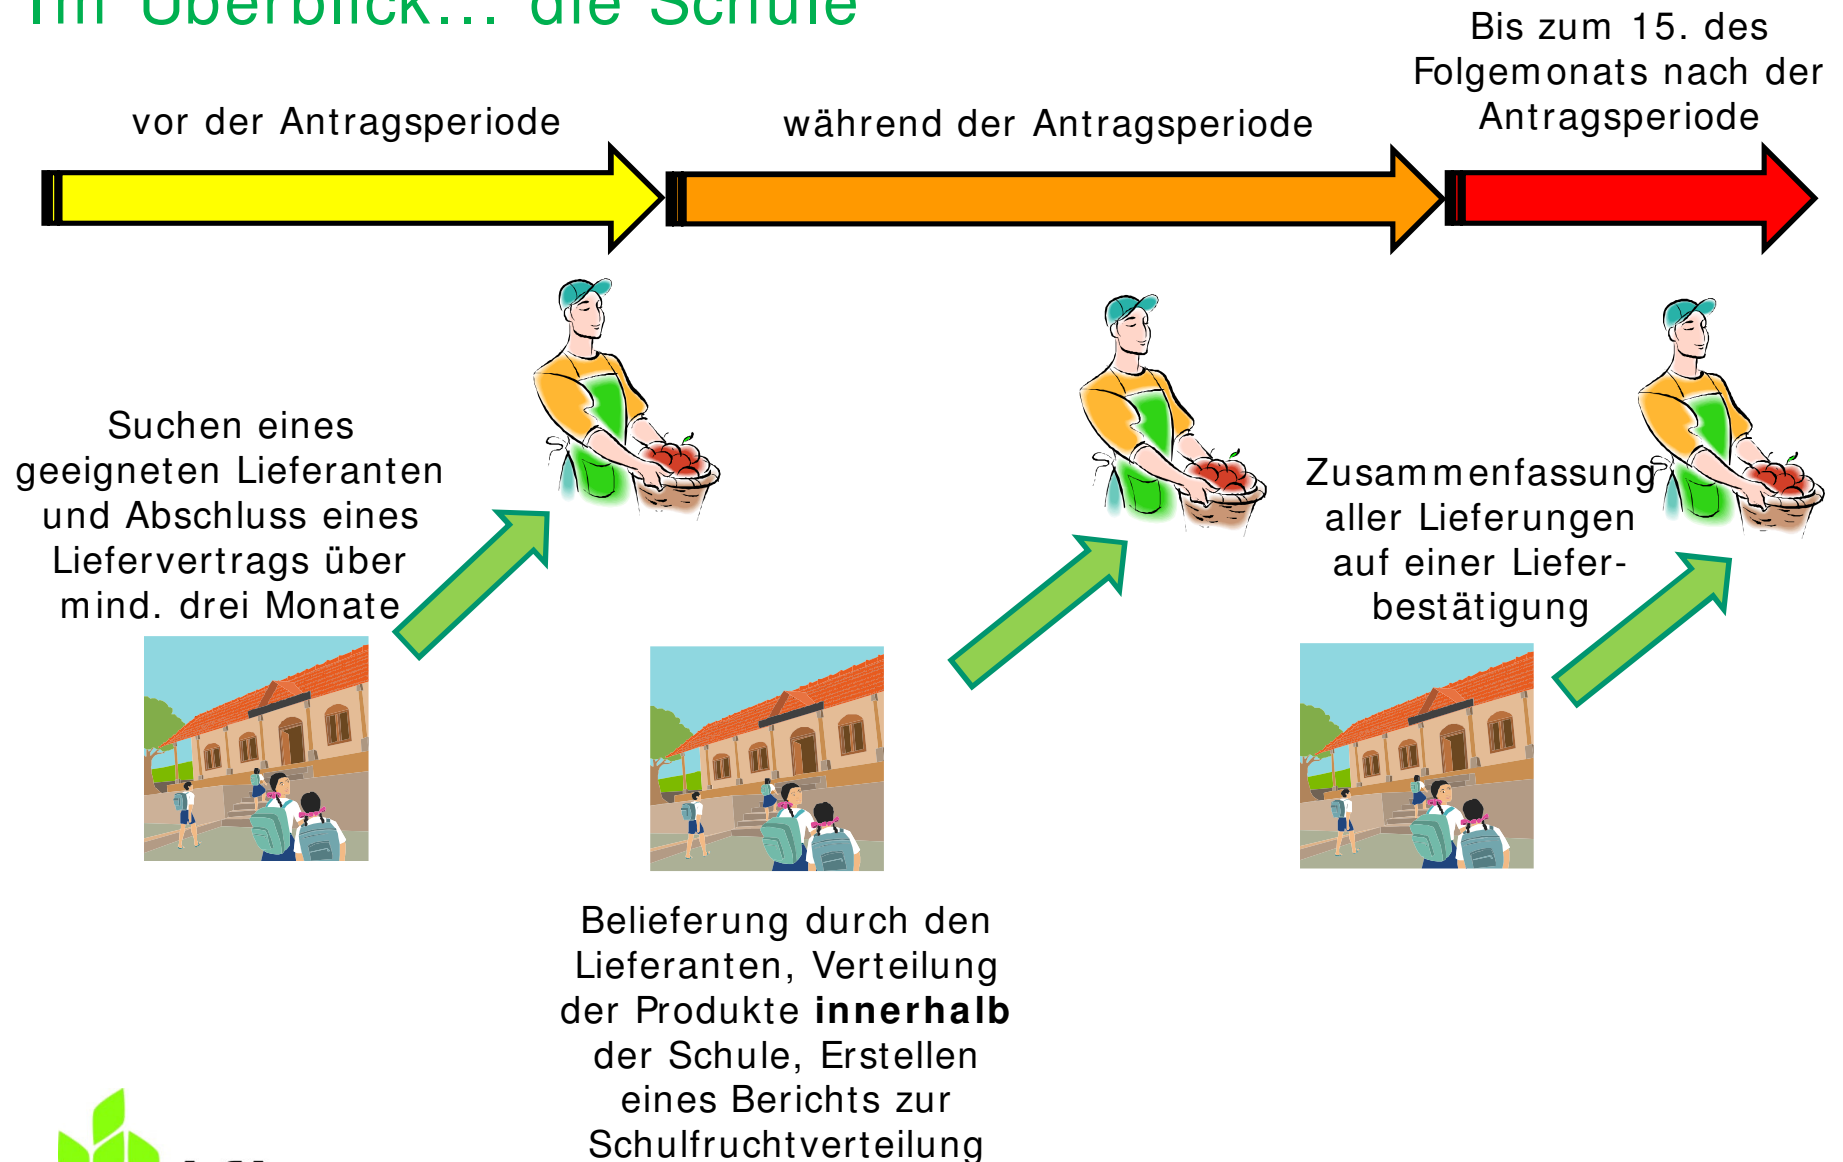 Im Überblick... die Schule
Bis zum 15. des
Folgemonats nach der
Antragsperiode
vor der Antragsperiode
während der Antragsperiode
Suchen eines
geeigneten Lieferanten
und Abschluss eines
Liefervertrags über
mind. drei Monate
Zusammenfassung
aller Lieferungen
auf einer Liefer-
bestätigung
Belieferung durch den
Lieferanten, Verteilung
der Produkte innerhalb
der Schule, Erstellen
eines Berichts zur
Schulfruchtverteilung